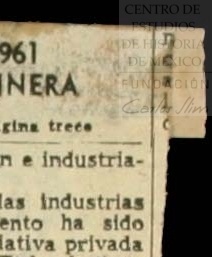 CENTRO DE
ESTUDIOS
DE HISTORIA
DE MÉXICO
FUNDACIÓN
Carlos Slim
961
NERA
gina trece
n e industria-
las industrias
ento ha sido
iativa privada